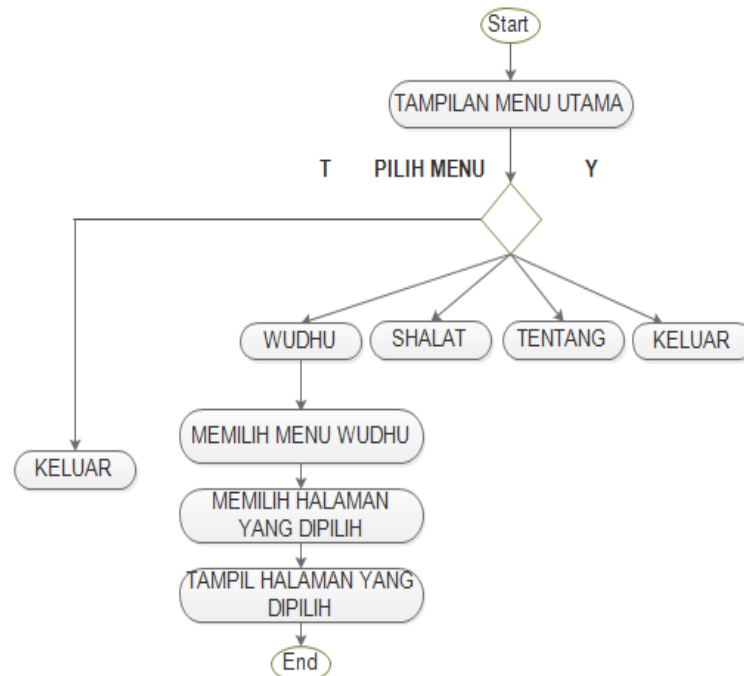 Start
TAMPILAN MENU UTAMA
T PILIH MENU Y
WUDHU SHALAT TENTANG KELUAR
MEMILIH MENU WUDHU
KELUAR
MEMILIH HALAMAN
YANG DIPILIH
TAMPIL HALAMAN YANG
DIPILIH
End